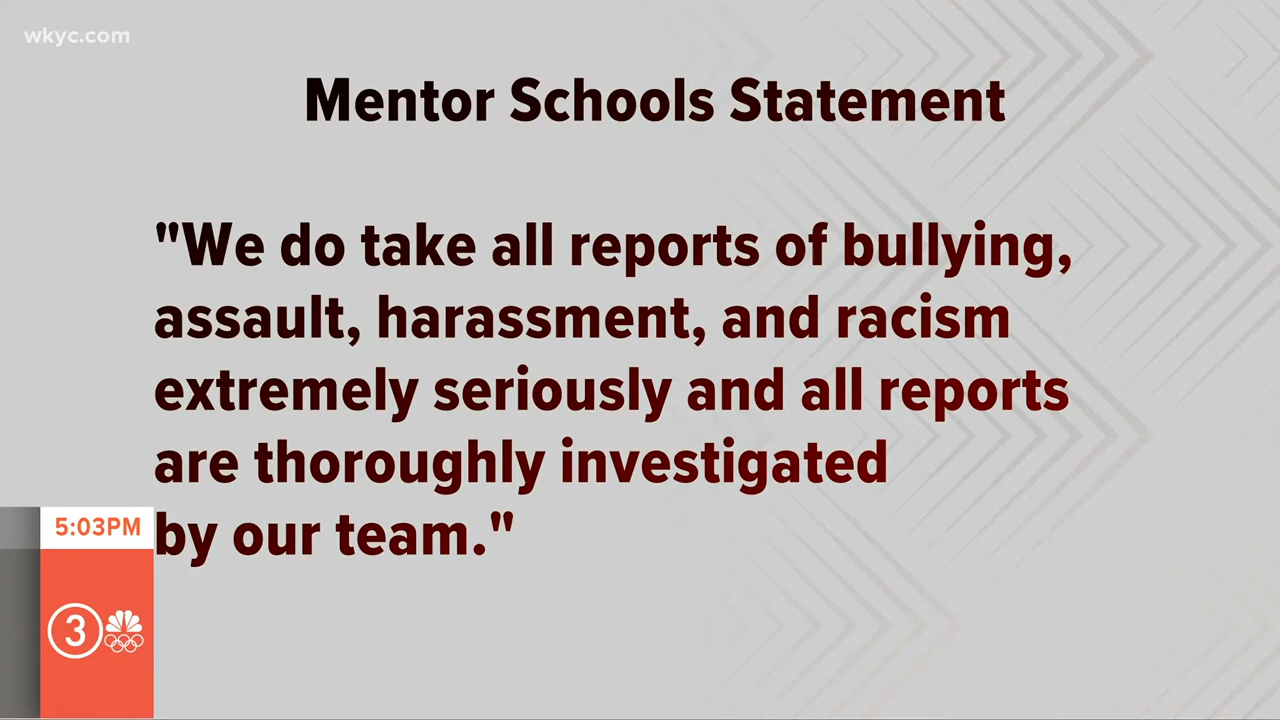 wkyc.com
Mentor Schools Statement
"We do take all reports of bullying,
assault, harassment, and racism
extremely seriously and all reports
are thoroughly investigated
by our team."
5:03PM
3